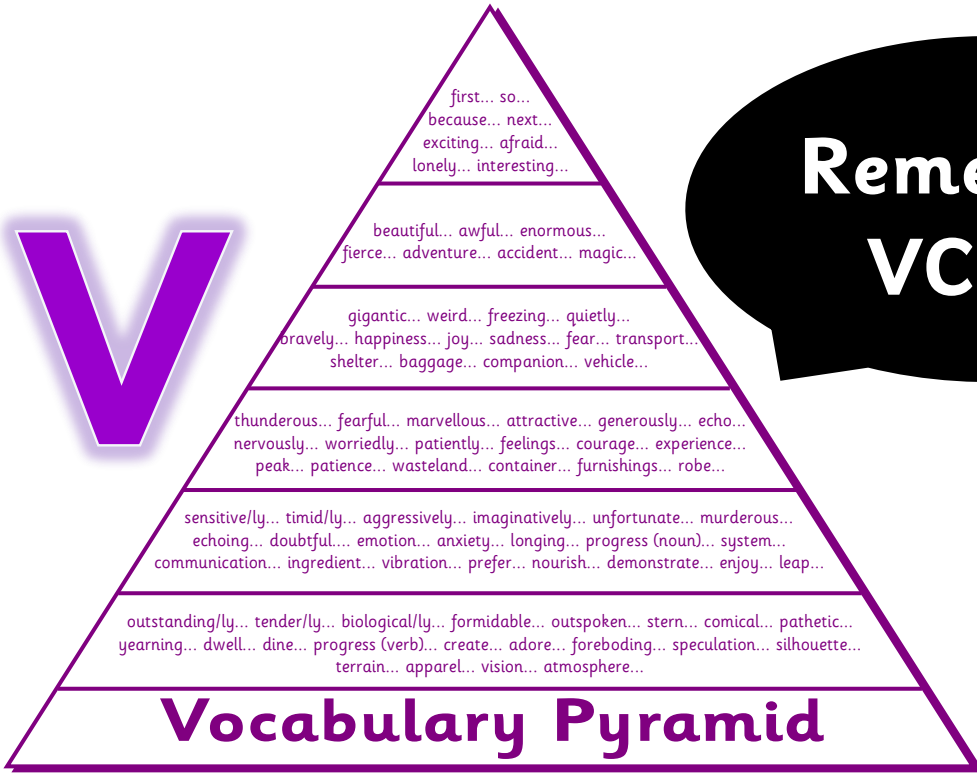 first... so...
because... next...
exciting... afraid...
lonely... interesting...
beautiful... awful... enormous...
fierce... adventure... accident... magic...
gigantic... weird... freezing... quietly...
bravely... happiness... joy... sadness... fear... transport...
shelter... baggage... companion... vehicle...
thunderous... fearful... marvellous... attractive... generously... echo...
nervously... worriedly... patiently... feelings... courage... experience...
peak... patience... wasteland... container... furnishings... robe...
sensitive/ly... timid/ly... aggressively... imaginatively... unfortunate... murderous...
echoing... doubtful.... emotion... anxiety... longing... progress (noun)... system...
communication... ingredient... vibration... prefer... nourish... demonstrate... enjoy... leap...
outstanding/ly... tender/ly... biological/ly... formidable... outspoken... stern... comical... pathetic...
yearning... dwell... dine... progress (verb)... create... adore... foreboding... speculation... silhouette...
terrain... apparel... vision... atmosphere...
Vocabulary Pyramid
V
Reme
VC